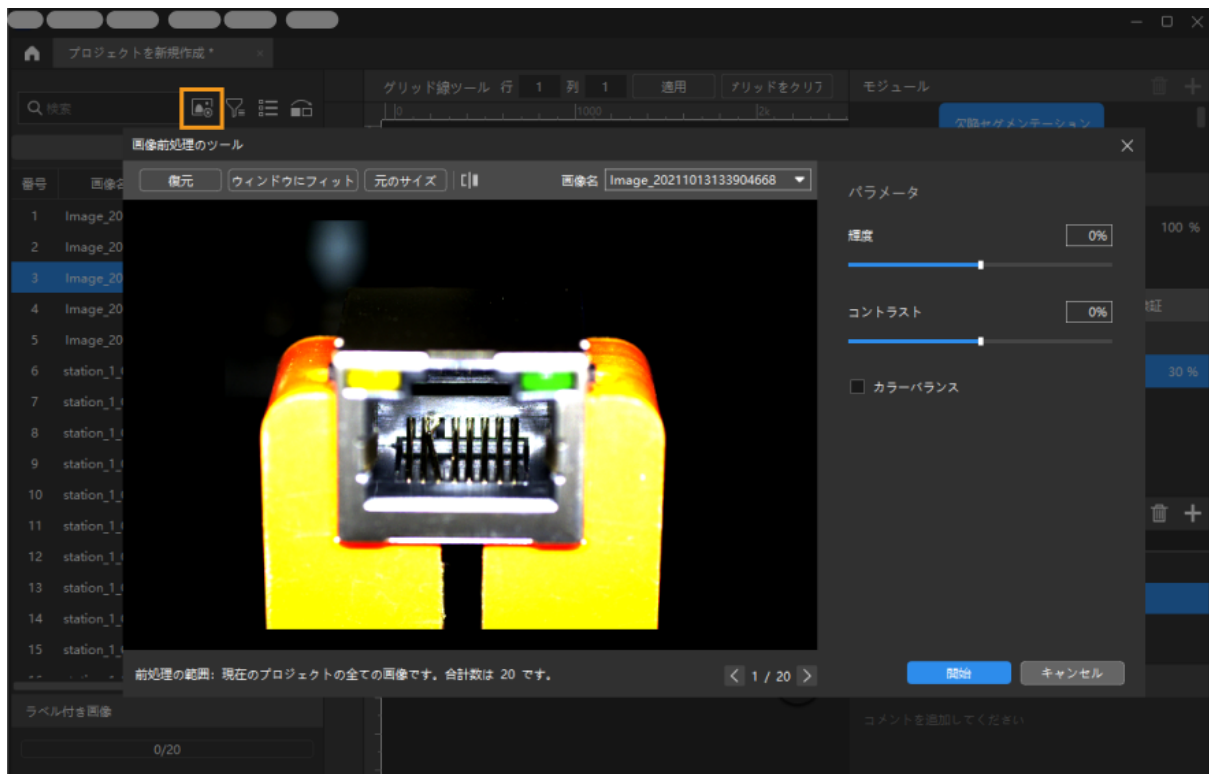 プロジェクトを新規作成 *
グリッド線ツール 行 1 列 1 適用 グリッドをクリア
モジュール
検索
0 1000 2k
欠陥セグメンテーション
画像前処理のツール
番号 画像名
復元 ウィンドウにフィット 元のサイズ 画像名 Image_20211013133904668
パラメータ
1 Image_20
輝度 0%
100 %
2 Image_20
3 Image_20
4 Image_20
コントラスト 0%
検証
5 Image_20
6 station_1_
30 %
カラーバランス
7 station_1_
8 station_1_
9 station_1_
10 station_1_
11 station_1_
12 station_1_
13 station_1_
14 station_1_
15 station_1_
前処理の範囲: 現在のプロジェクトの全ての画像です。合計数は 20 です。
1 / 20
開始
キャンセル
ラベル付き画像
コメントを追加してください
0/20